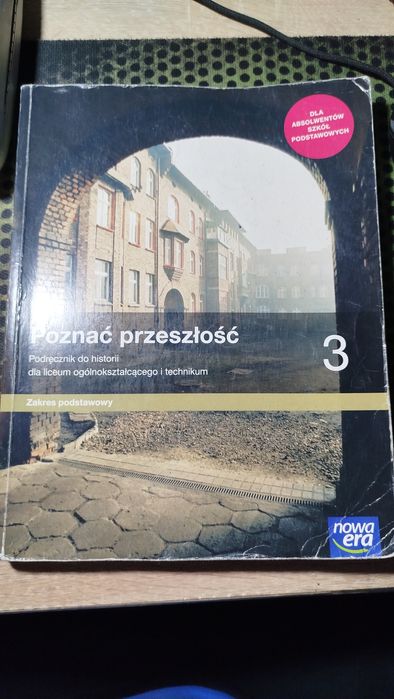 DLA
ABSOLWENTÓW
SZKÓŁ
PODSTAWOWYCH
Poznać przeszłość
3
Podręcznik do historii
dla liceum ogólnokształcącego i technikum
Zakres podstawowy
nowa
era